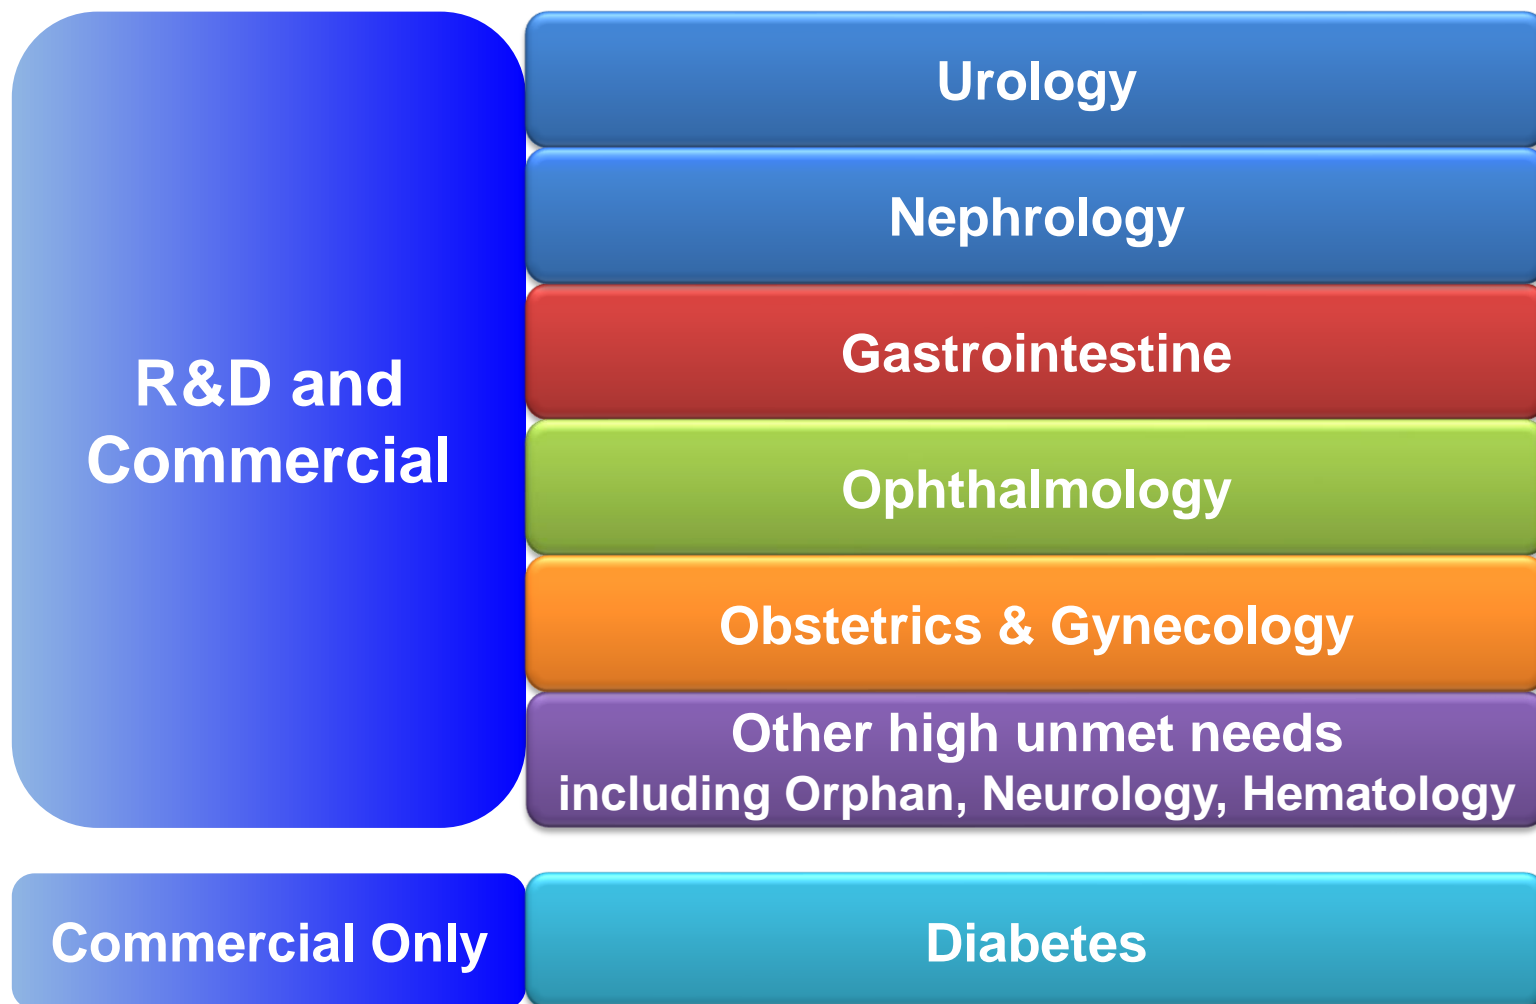 R&D and
Commercial
Urology
Nephrology
Gastrointestine
Ophthalmology
Obstetrics & Gynecology
Other high unmet needs
including Orphan, Neurology, Hematology
Commercial Only
Diabetes